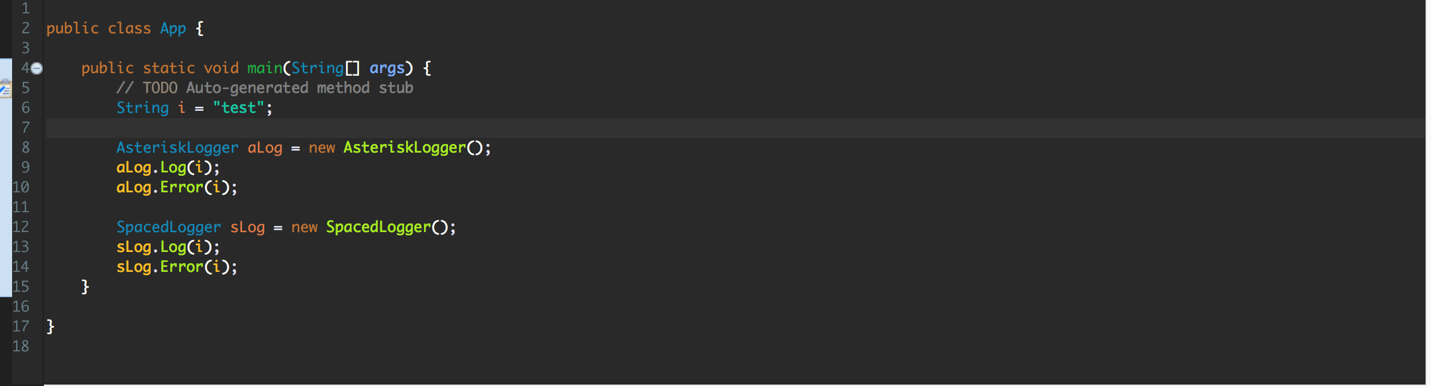 1
2 public class App {
3
4     public static void main(String[] args) {
5         // TODO Auto-generated method stub
6         String i = "test";
7
8         AsteriskLogger aLog = new AsteriskLogger();
9         aLog.Log(i);
10         aLog.Error(i);
11
12         SpacedLogger sLog = new SpacedLogger();
13         sLog.Log(i);
14         sLog.Error(i);
15     }
16
17 }
18